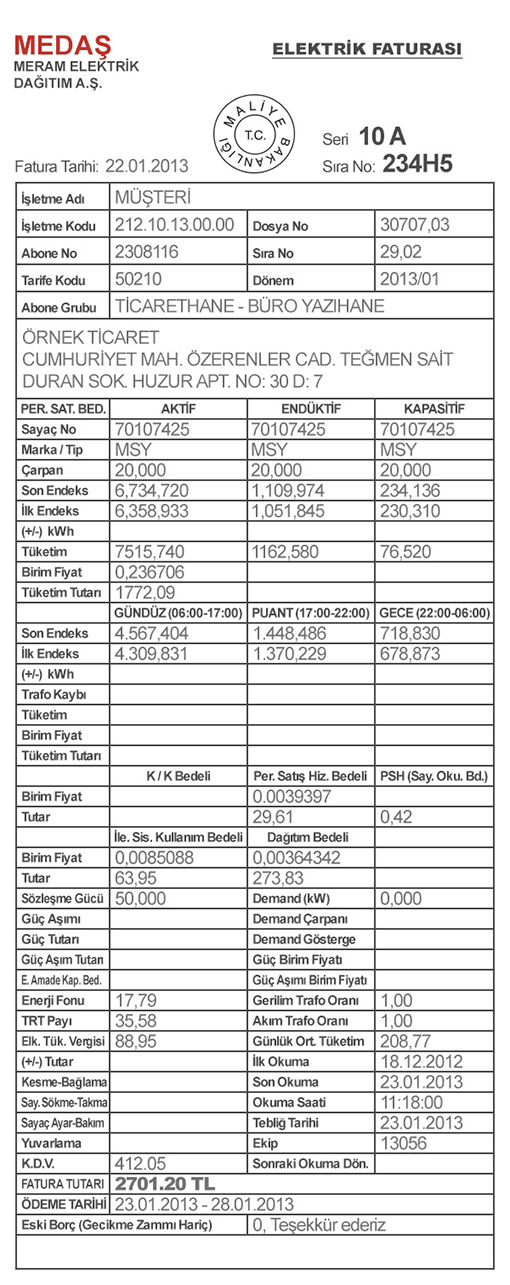 MEDAŞ
MERAM ELEKTRİK
DAĞITIM A.Ş.
ELEKTRİK FATURASI
MALİYE BAKANLIĞI
T.C.
Seri 10 A
Fatura Tarihi: 22.01.2013 Sıra No: 234H5
İşletme Adı MÜŞTERİ
İşletme Kodu 212.10.13.00.00 Dosya No 30707,03
Abone No 2308116 Sıra No 29,02
Tarife Kodu 50210 Dönem 2013/01
Abone Grubu TİCARETHANE - BÜRO YAZIHANE
ÖRNEK TİCARET
CUMHURİYET MAH. ÖZERENLER CAD. TEĞMEN SAİT
DURAN SOK. HUZUR APT. NO: 30 D: 7
PER. SAT. BED. AKTİF ENDÜKTİF KAPASİTİF
Sayaç No 70107425 70107425 70107425
Marka / Tip MSY MSY MSY
Çarpan 20,000 20,000 20,000
Son Endeks 6,734,720 1,109,974 234,136
İlk Endeks 6,358,933 1,051,845 230,310
(+/-) kWh
Tüketim 7515,740 1162,580 76,520
Birim Fiyat 0,236706
Tüketim Tutarı 1772,09
GÜNDÜZ (06:00-17:00) PUANT (17:00-22:00) GECE (22:00-06:00)
Son Endeks 4.567,404 1.448,486 718,830
İlk Endeks 4.309,831 1.370,229 678,873
(+/-) kWh
Trafo Kaybı
Tüketim
Birim Fiyat
Tüketim Tutarı
K / K Bedeli Per. Satış Hiz. Bedeli PSH (Say. Oku. Bd.)
Birim Fiyat 0.0039397
Tutar 29,61 0,42
İle. Sis. Kullanım Bedeli Dağıtım Bedeli
Birim Fiyat 0,0085088 0,00364342
Tutar 63,95 273,83
Sözleşme Gücü 50,000 Demand (kW) 0,000
Güç Aşımı Demand Çarpanı
Güç Tutarı Demand Gösterge
Güç Aşım Tutarı Güç Birim Fiyatı
E. Amade Kap. Bed. Güç Aşımı Birim Fiyatı
Enerji Fonu 17,79 Gerilim Trafo Oranı 1,00
TRT Payı 35,58 Akım Trafo Oranı 1,00
Elk. Tük. Vergisi 88,95 Günlük Ort. Tüketim 208,77
(+/-) Tutar İlk Okuma 18.12.2012
Kesme-Bağlama Son Okuma 23.01.2013
Say. Sökme-Takma Okuma Saati 11:18:00
Sayaç Ayar-Bakım Tebliğ Tarihi 23.01.2013
Yuvarlama Ekip 13056
K.D.V. 412.05 Sonraki Okuma Dön.
FATURA TUTARI 2701.20 TL
ÖDEME TARİHİ 23.01.2013 - 28.01.2013
Eski Borç (Gecikme Zammı Hariç) 0, Teşekkür ederiz